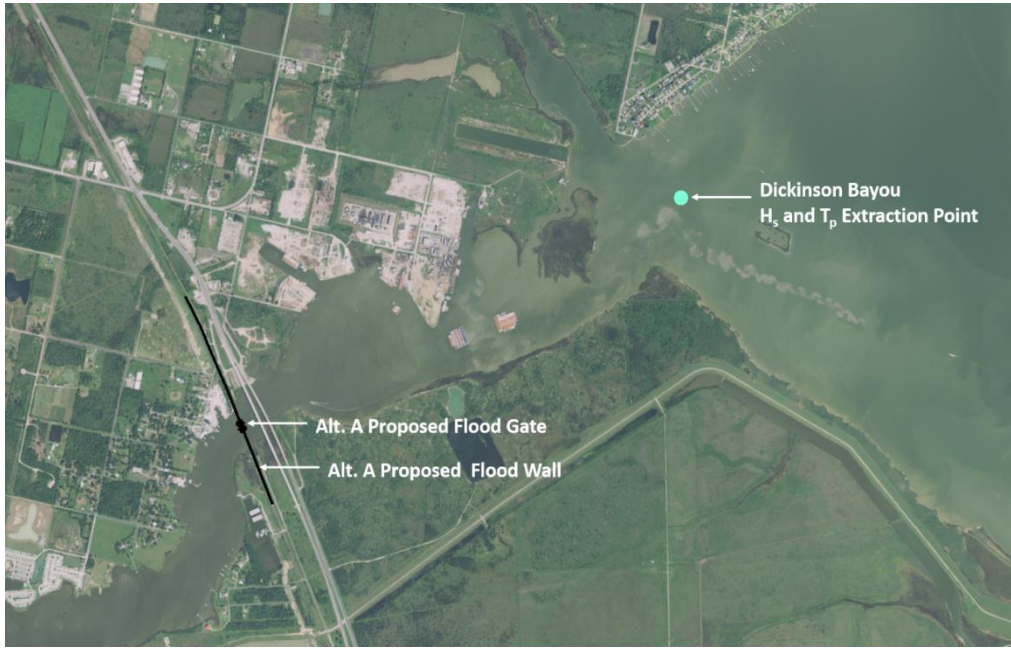 Dickinson Bayou
Hs and Tp Extraction Point
Alt. A Proposed Flood Gate
Alt. A Proposed Flood Wall